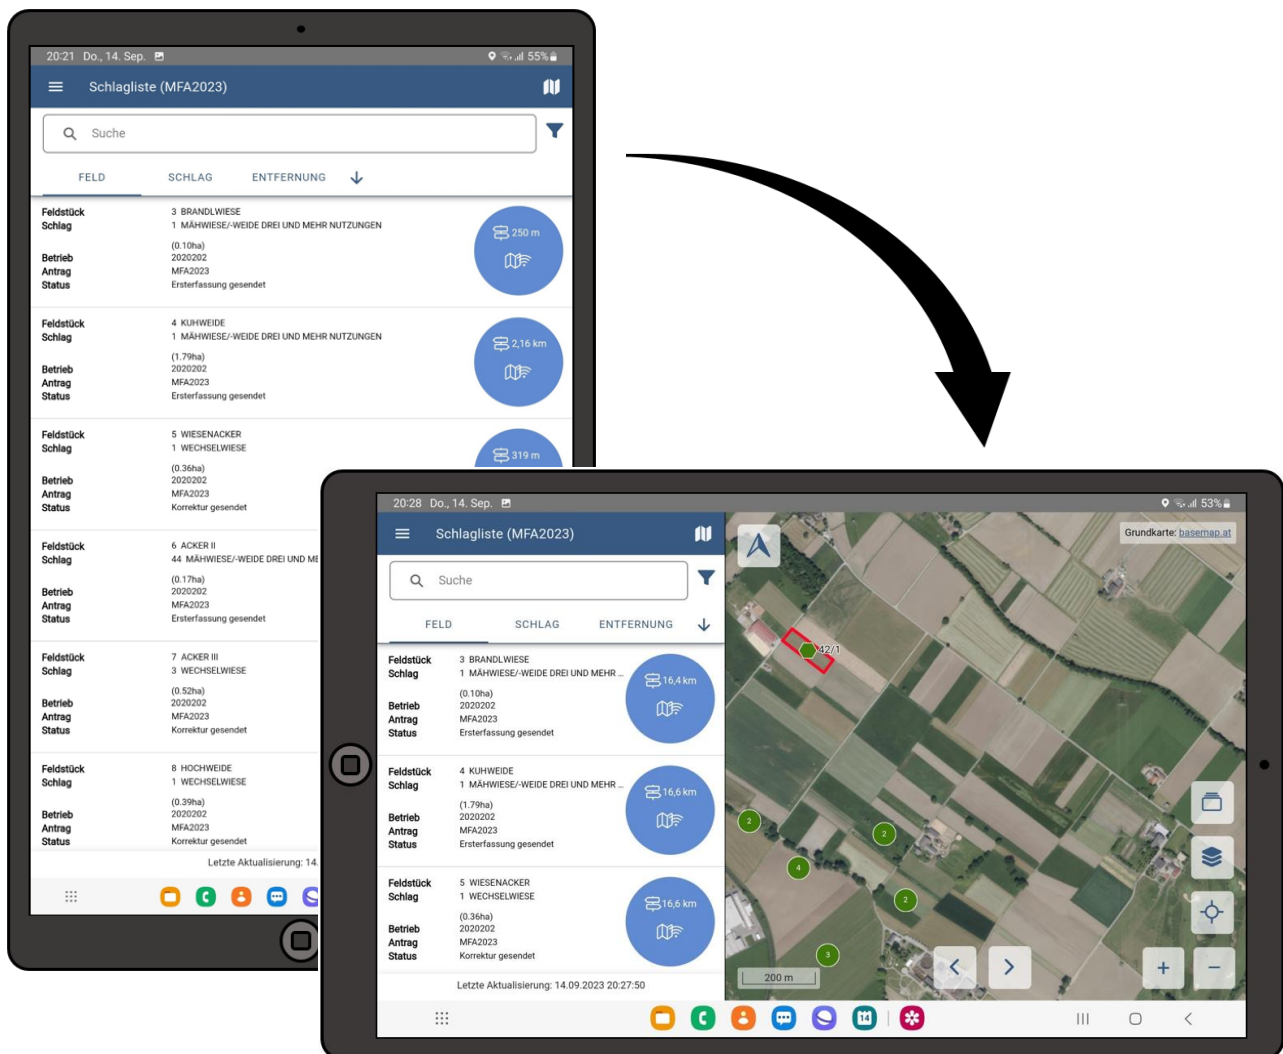 20:21 Do., 14. Sep. 55%
Schlagliste (MFA2023)
Suche
FELD SCHLAG ENTFERNUNG
Feldstück 3 BRANDLWIESE
Schlag 1 MÄHWIESE/-WEIDE DREI UND MEHR NUTZUNGEN
250 m
(0.10ha)
Betrieb 2020202
Antrag MFA2023
Status Ersterfassung gesendet
Feldstück 4 KUHWEIDE
Schlag 1 MÄHWIESE/-WEIDE DREI UND MEHR NUTZUNGEN
2,16 km
(1.79ha)
Betrieb 2020202
Antrag MFA2023
Status Ersterfassung gesendet
Feldstück 5 WIESENACKER
Schlag 1 WECHSELWIESE
319 m
(0.36ha)
Betrieb 2020202
Antrag MFA2023
Status Korrektur gesendet
Feldstück 6 ACKER II
Schlag 44 MÄHWIESE/-WEIDE DREI UND ME
(0.17ha)
Betrieb 2020202
Antrag MFA2023
Status Ersterfassung gesendet
Feldstück 7 ACKER III
Schlag 3 WECHSELWIESE
(0.52ha)
Betrieb 2020202
Antrag MFA2023
Status Korrektur gesendet
Feldstück 8 HOCHWEIDE
Schlag 1 WECHSELWIESE
(0.39ha)
Betrieb 2020202
Antrag MFA2023
Status Korrektur gesendet
Letzte Aktualisierung: 14.
20:28 Do., 14. Sep. 53%
Schlagliste (MFA2023)
Suche
FELD SCHLAG ENTFERNUNG
Feldstück 3 BRANDLWIESE
Schlag 1 MÄHWIESE/-WEIDE DREI UND MEHR ...
16,4 km
(0.10ha)
Betrieb 2020202
Antrag MFA2023
Status Ersterfassung gesendet
Feldstück 4 KUHWEIDE
Schlag 1 MÄHWIESE/-WEIDE DREI UND MEHR ...
16,6 km
(1.79ha)
Betrieb 2020202
Antrag MFA2023
Status Ersterfassung gesendet
Feldstück 5 WIESENACKER
Schlag 1 WECHSELWIESE
16,6 km
(0.36ha)
Betrieb 2020202
Antrag MFA2023
Status Korrektur gesendet
Letzte Aktualisierung: 14.09.2023 20:27:50
Grundkarte: basemap.at
42/1
2
2
4
2
3
200 m
+ −
14